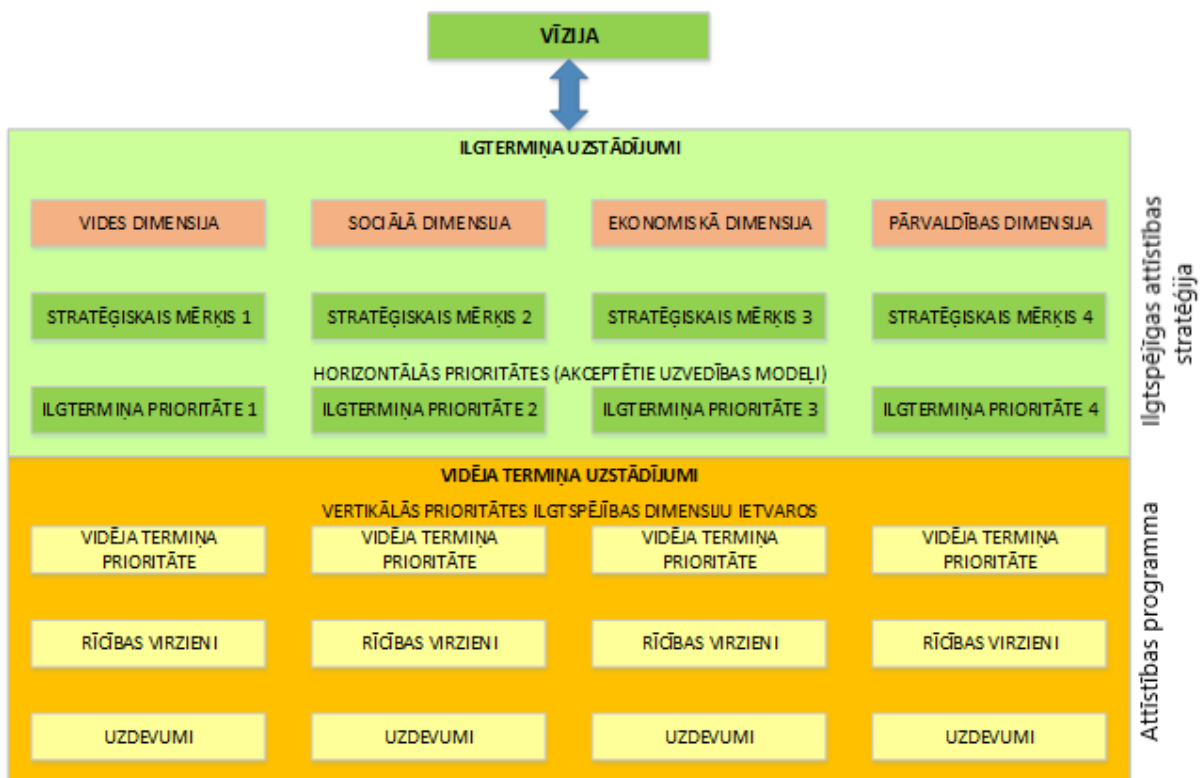 VĪZIJA
ILGTERMIŅA UZSTĀDĪJUMI
VIDES DIMENSIJA
SOCIĀLĀ DIMENSIJA
EKONOMISKĀ DIMENSIJA
PĀRVALDĪBAS DIMENSIJA
STRATĒĢISKAIS MĒRĶIS 1
STRATĒĢISKAIS MĒRĶIS 2
STRATĒĢISKAIS MĒRĶIS 3
STRATĒĢISKAIS MĒRĶIS 4
HORIZONTĀLĀS PRIORITĀTES (AKCEPTĒTIE UZVEDĪBAS MODEĻI)
ILGTERMIŅA PRIORITĀTE 1
ILGTERMIŅA PRIORITĀTE 2
ILGTERMIŅA PRIORITĀTE 3
ILGTERMIŅA PRIORITĀTE 4
Ilgtspējīgas attīstības
stratēģija
VIDĒJA TERMIŅA UZSTĀDĪJUMI
VERTIKĀLĀS PRIORITĀTES ILGTSPĒJĪBAS DIMENSIJU IETVAROS
VIDĒJA TERMIŅA
PRIORITĀTE
VIDĒJA TERMIŅA
PRIORITĀTE
VIDĒJA TERMIŅA
PRIORITĀTE
VIDĒJA TERMIŅA
PRIORITĀTE
RĪCĪBAS VIRZIENI
RĪCĪBAS VIRZIENI
RĪCĪBAS VIRZIENI
RĪCĪBAS VIRZIENI
UZDEVUMI
UZDEVUMI
UZDEVUMI
UZDEVUMI
Attīstības programma